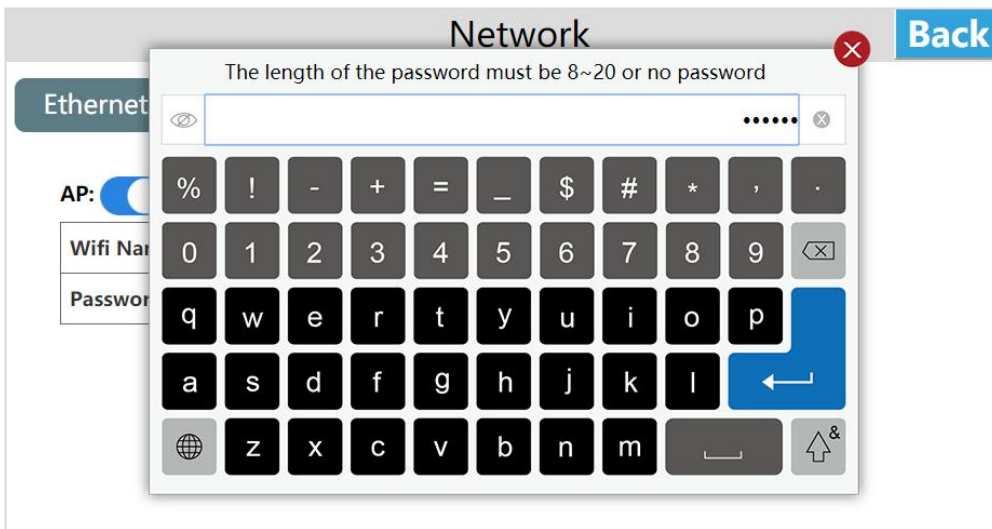 Network
Back
The length of the password must be 8~20 or no password
Ethernet
••••••
AP:
% ! - + = _ $ # * , .
Wifi Nar
0 1 2 3 4 5 6 7 8 9
Passwor
q w e r t y u i o p
a s d f g h j k l
z x c v b n m
&